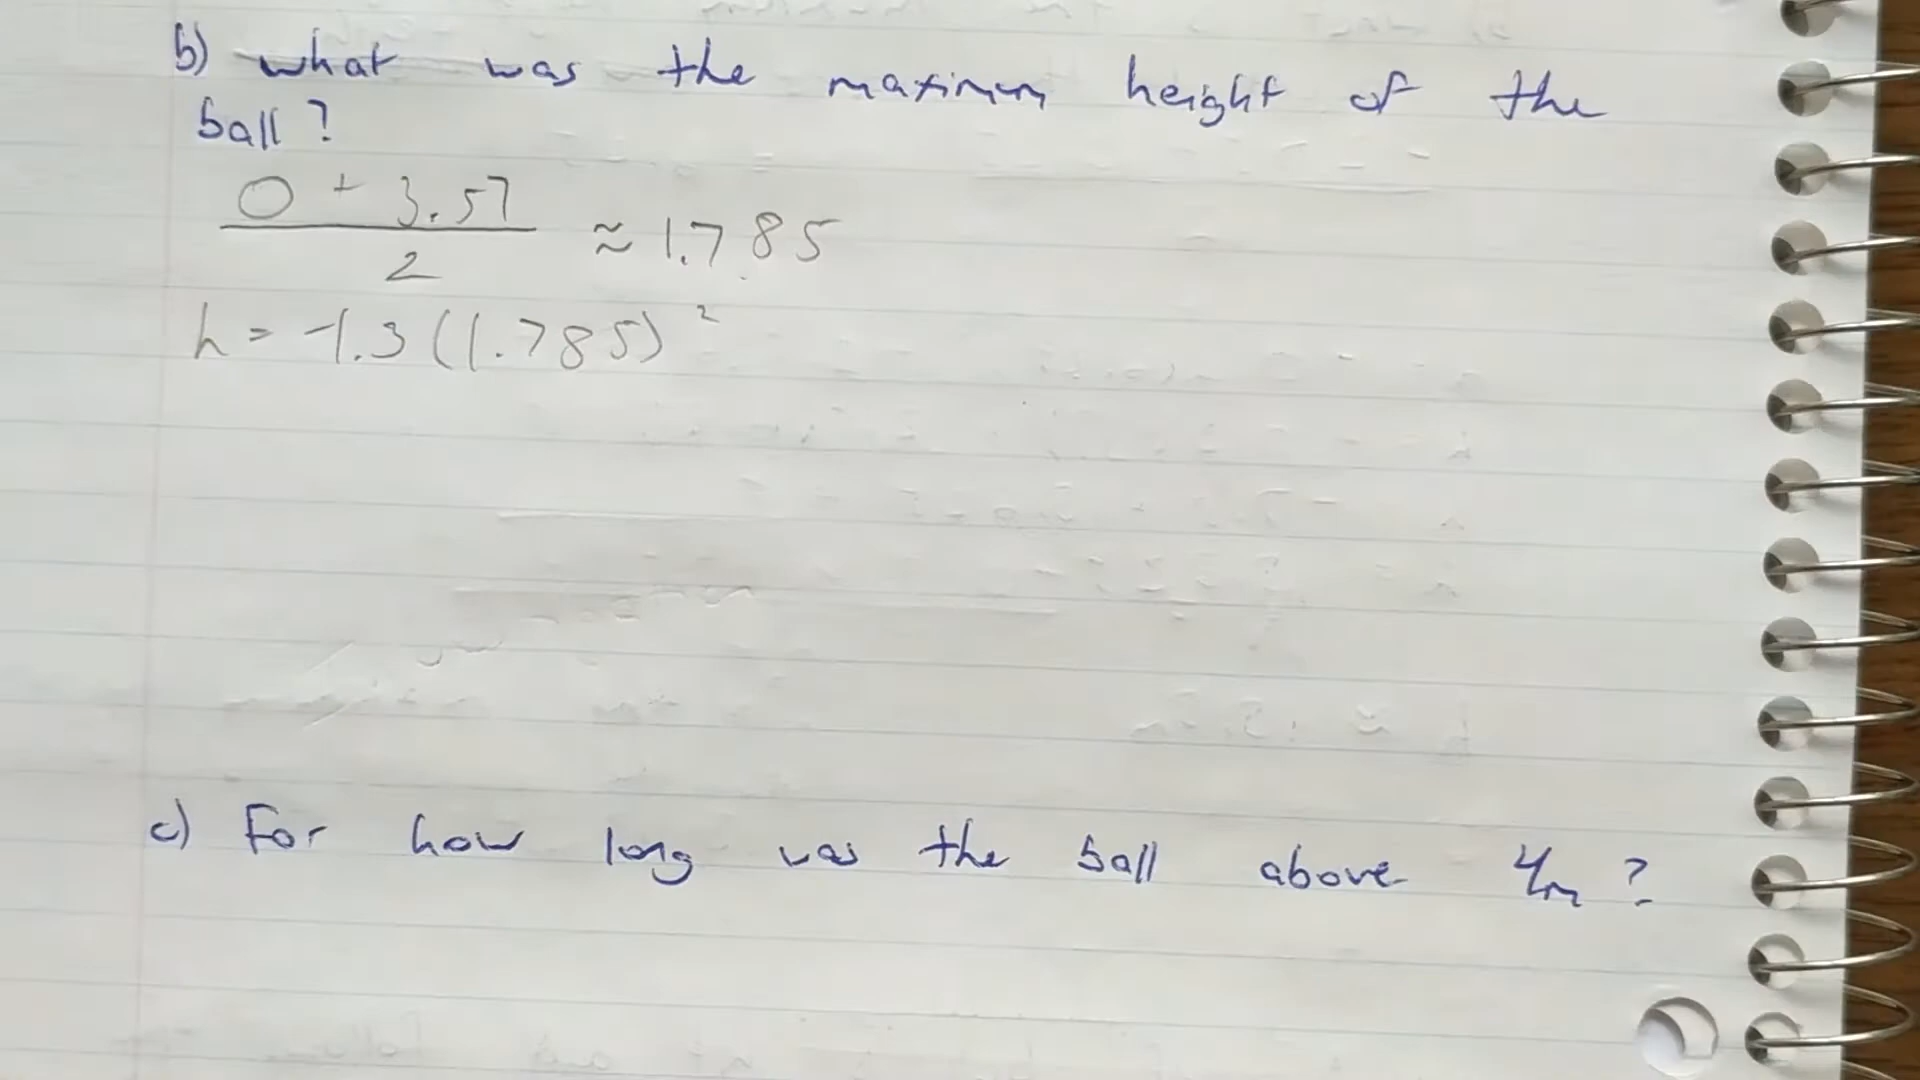 b) what was the maximum height of the
ball?
0 + 3.57
2
≈ 1.785
h = -1.3(1.785)²
c) For how long was the ball above 4m?